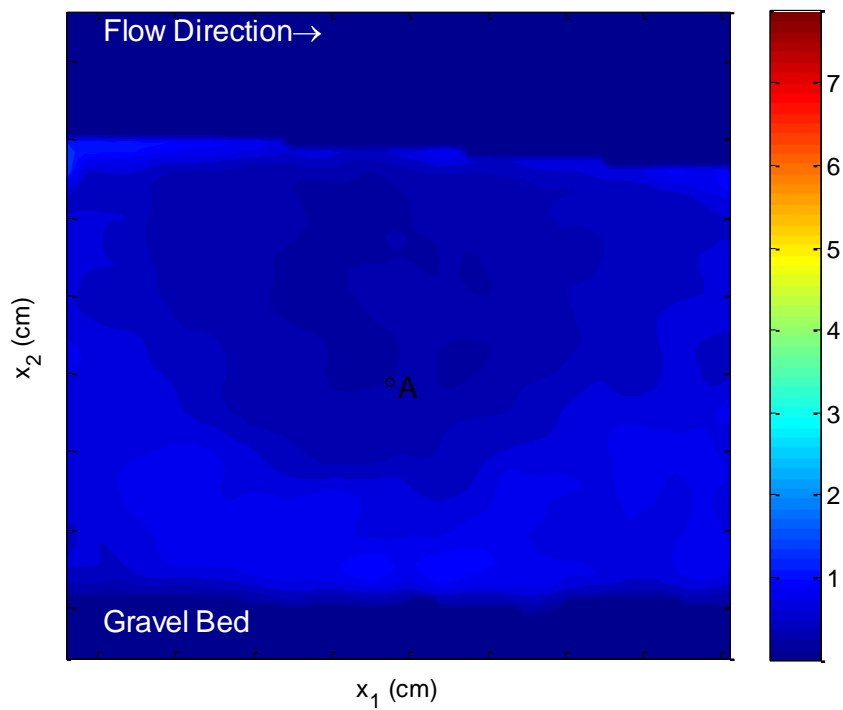 Flow Direction→
7
6
5
4
3
2
1
°A
Gravel Bed
x2 (cm)
x1 (cm)